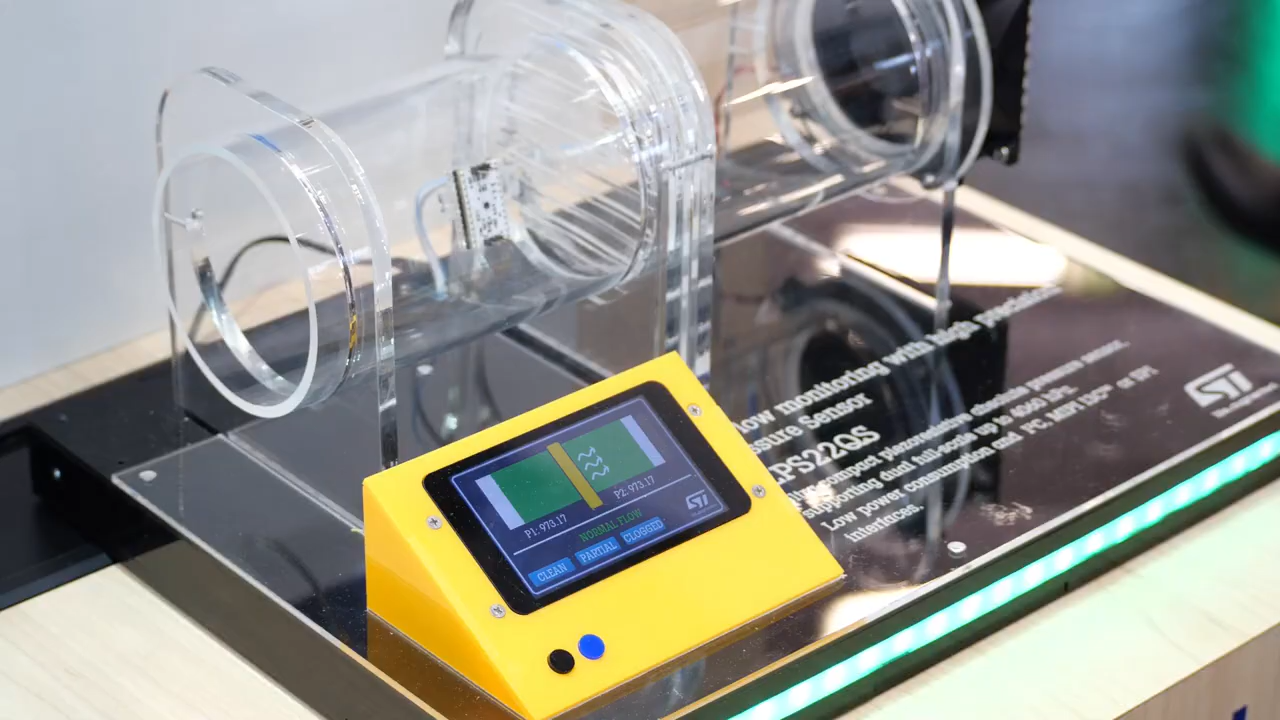 P1: 973.17
P2: 973.17
NORMAL FLOW
CLEAN
PARTIAL
CLOGGED
ST
low monitoring with high precision
ssure Sensor
LPS22QS
compact piezoresistive absolute pressure sensor.
supporting dual full-scale up to 4060 hPa.
Low power consumption and I²C, MIPI I3C℠ or SPI
interfaces.
ST